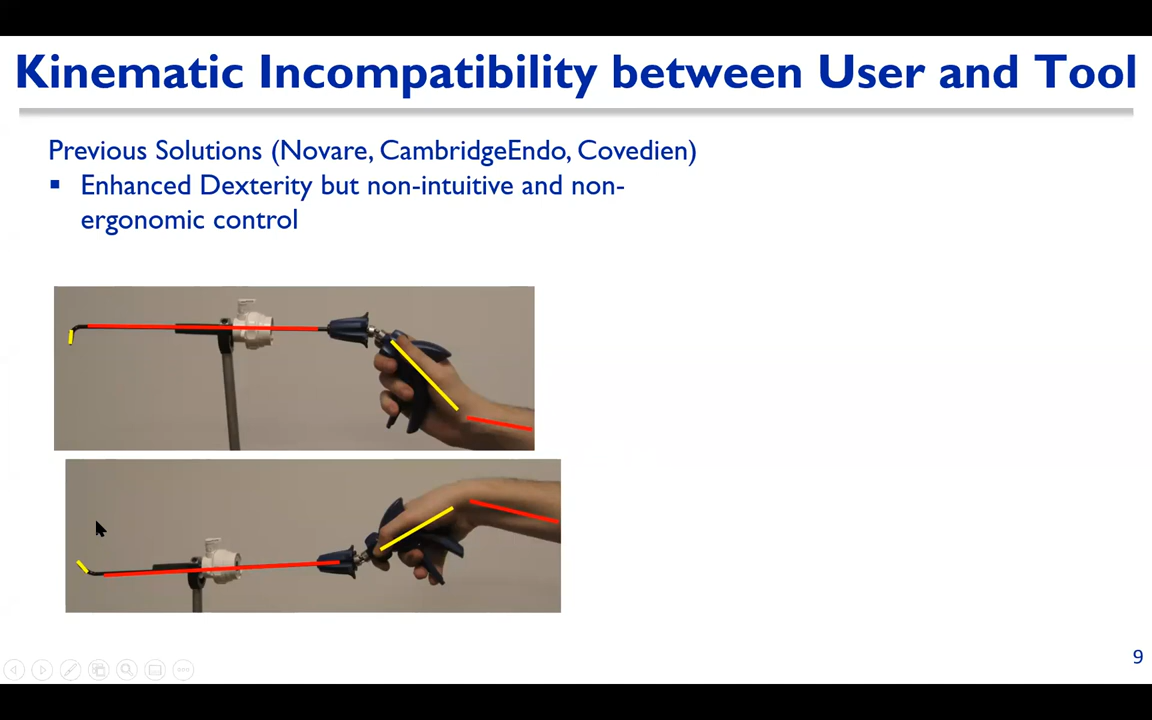 Kinematic Incompatibility between User and Tool
Previous Solutions (Novare, CambridgeEndo, Covedien)
▪ Enhanced Dexterity but non-intuitive and non-
ergonomic control
9